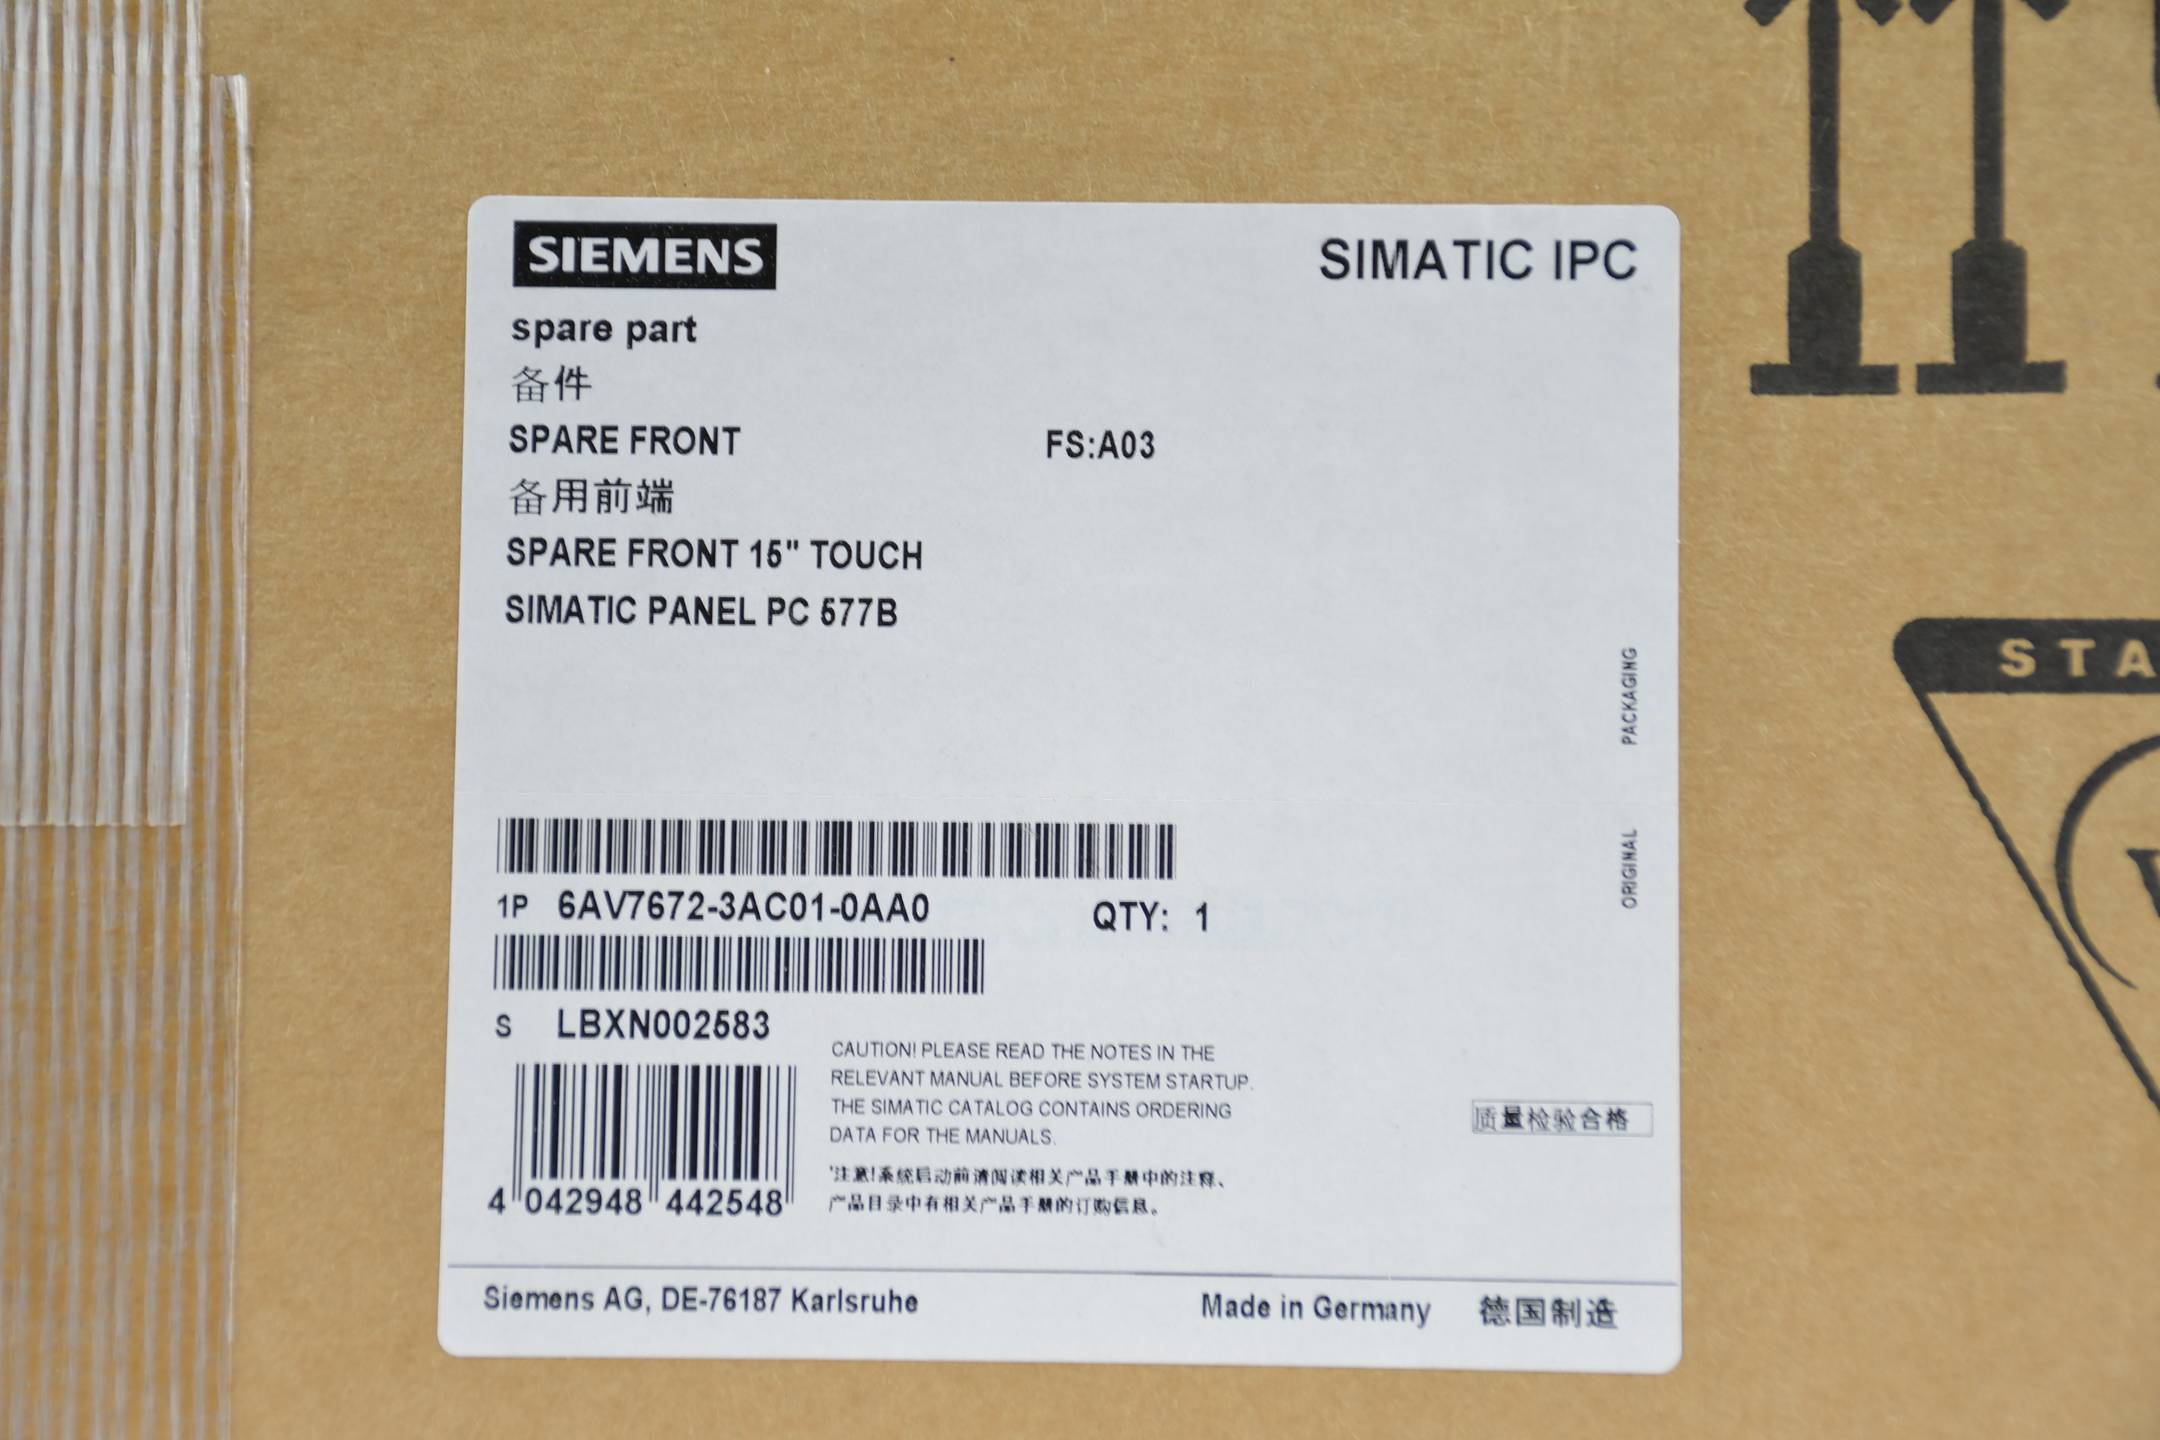 SIEMENS
SIMATIC IPC
spare part
备件
SPARE FRONT FS:A03
备用前端
SPARE FRONT 15" TOUCH
SIMATIC PANEL PC 577B
ORIGINAL PACKAGING
1P 6AV7672-3AC01-0AA0 QTY: 1
S LBXN002583
CAUTION! PLEASE READ THE NOTES IN THE
RELEVANT MANUAL BEFORE SYSTEM STARTUP.
THE SIMATIC CATALOG CONTAINS ORDERING
DATA FOR THE MANUALS.
'注意!系统启动前请阅读相关产品手册中的注释、
产品目录中有相关产品手册的订购信息。
质量检验合格
4 042948 442548
Siemens AG, DE-76187 Karlsruhe
Made in Germany 德国制造
STA